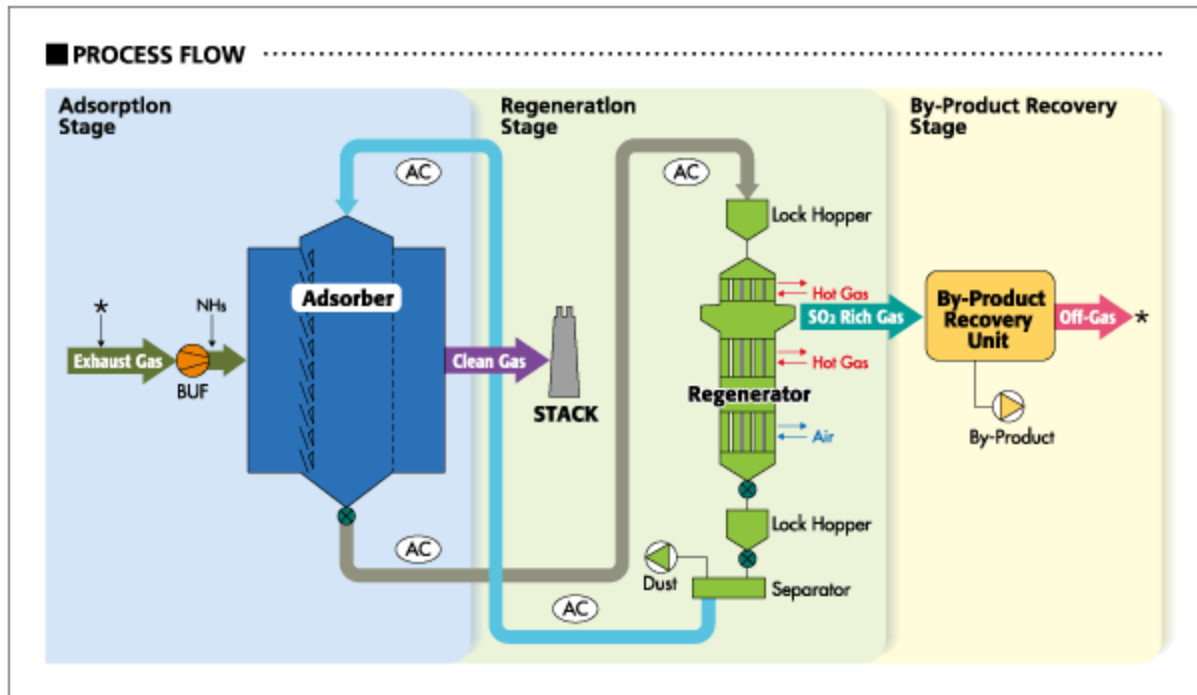 ■ PROCESS FLOW
Adsorption
Stage
Regeneration
Stage
By-Product Recovery
Stage
AC
AC
Lock Hopper
*
NHs
Adsorber
Hot Gas
SO₂ Rich Gas
By-Product
Recovery
Unit
Off-Gas
*
Exhaust Gas
BUF
Clean Gas
STACK
Hot Gas
Regenerator
Air
By-Product
Lock Hopper
AC
Dust
Separator
AC